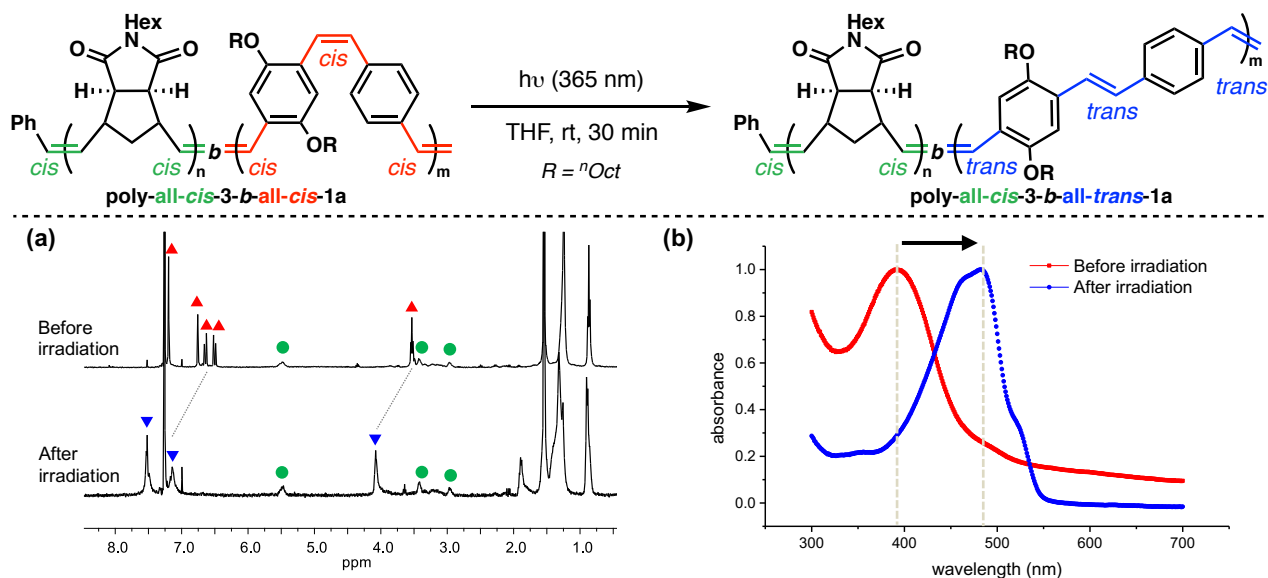 Hex
N
O
O
H
H
Ph
cis
n
cis
b
RO
cis
OR
cis
cis
m
poly-all-cis-3-b-all-cis-1a
hυ (365 nm)
THF, rt, 30 min
R = ⁿOct
Hex
N
O
O
H
H
Ph
cis
n
cis
b
RO
trans
OR
trans
trans
m
poly-all-cis-3-b-all-trans-1a
(a)
Before
irradiation
After
irradiation
8.0 7.0 6.0 5.0 4.0 3.0 2.0 1.0
ppm
(b)
Before irradiation
After irradiation
absorbance
1.0
0.8
0.6
0.4
0.2
0.0
300 400 500 600 700
wavelength (nm)